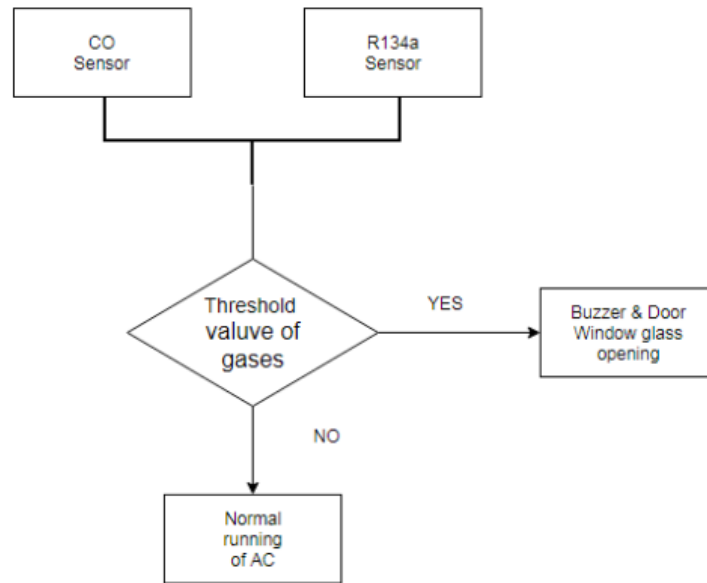 CO
Sensor
R134a
Sensor
Threshold
valuve of
gases
YES
Buzzer & Door
Window glass
opening
NO
Normal
running
of AC